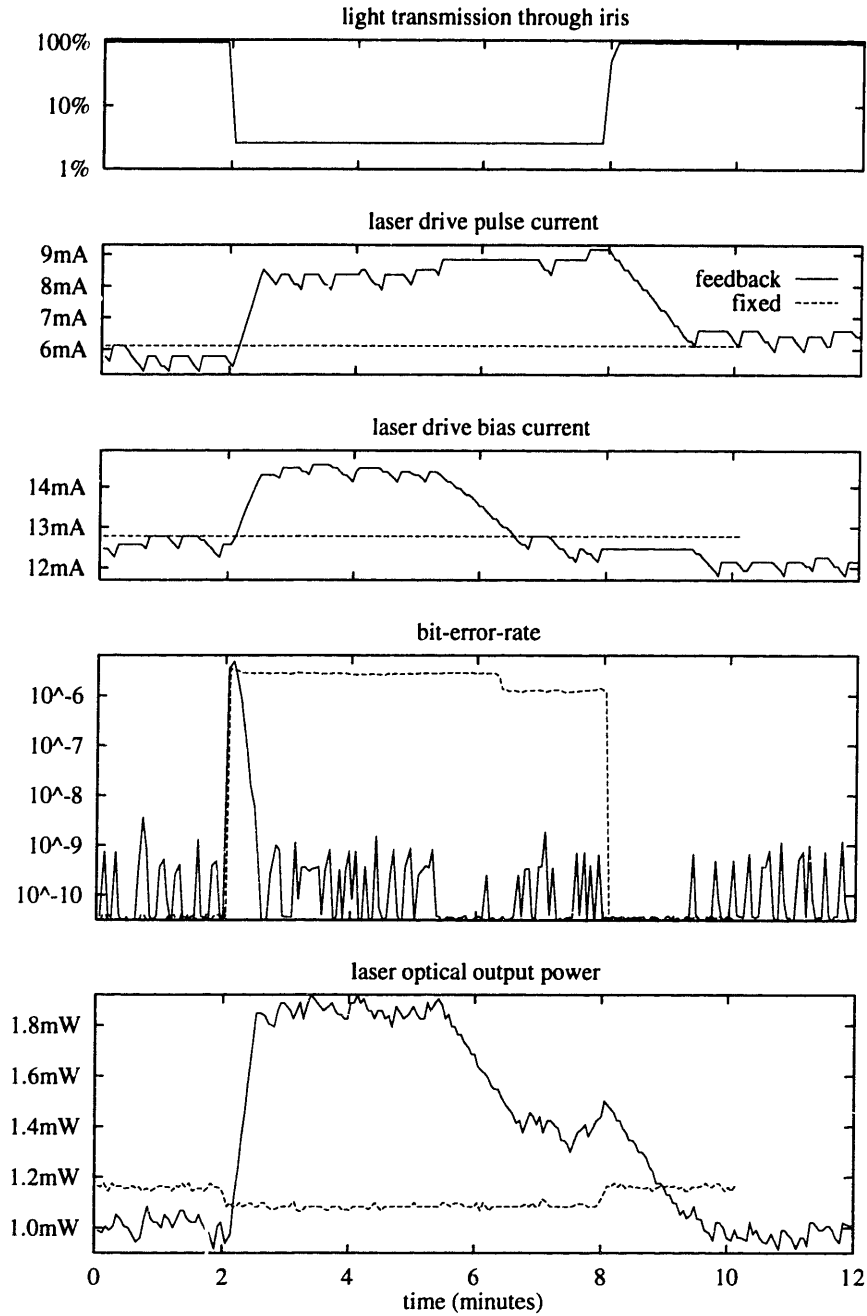 light transmission through iris
100%
10%
1%
laser drive pulse current
9mA
8mA
7mA
6mA
feedback
fixed
laser drive bias current
14mA
13mA
12mA
bit-error-rate
10^-6
10^-7
10^-8
10^-9
10^-10
laser optical output power
1.8mW
1.6mW
1.4mW
1.2mW
1.0mW
0 2 4 6 8 10 12
time (minutes)